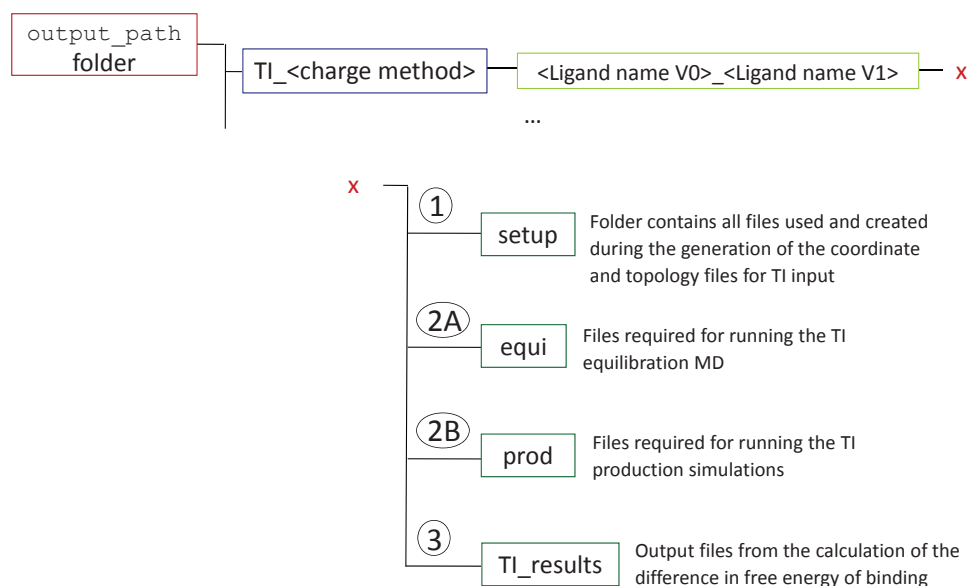 output_path
folder
TI_<charge method>
<Ligand name V0>_<Ligand name V1>
x
...
x
1
setup
Folder contains all files used and created
during the generation of the coordinate
and topology files for TI input
2A
equi
Files required for running the TI
equilibration MD
2B
prod
Files required for running the TI
production simulations
3
TI_results
Output files from the calculation of the
difference in free energy of binding